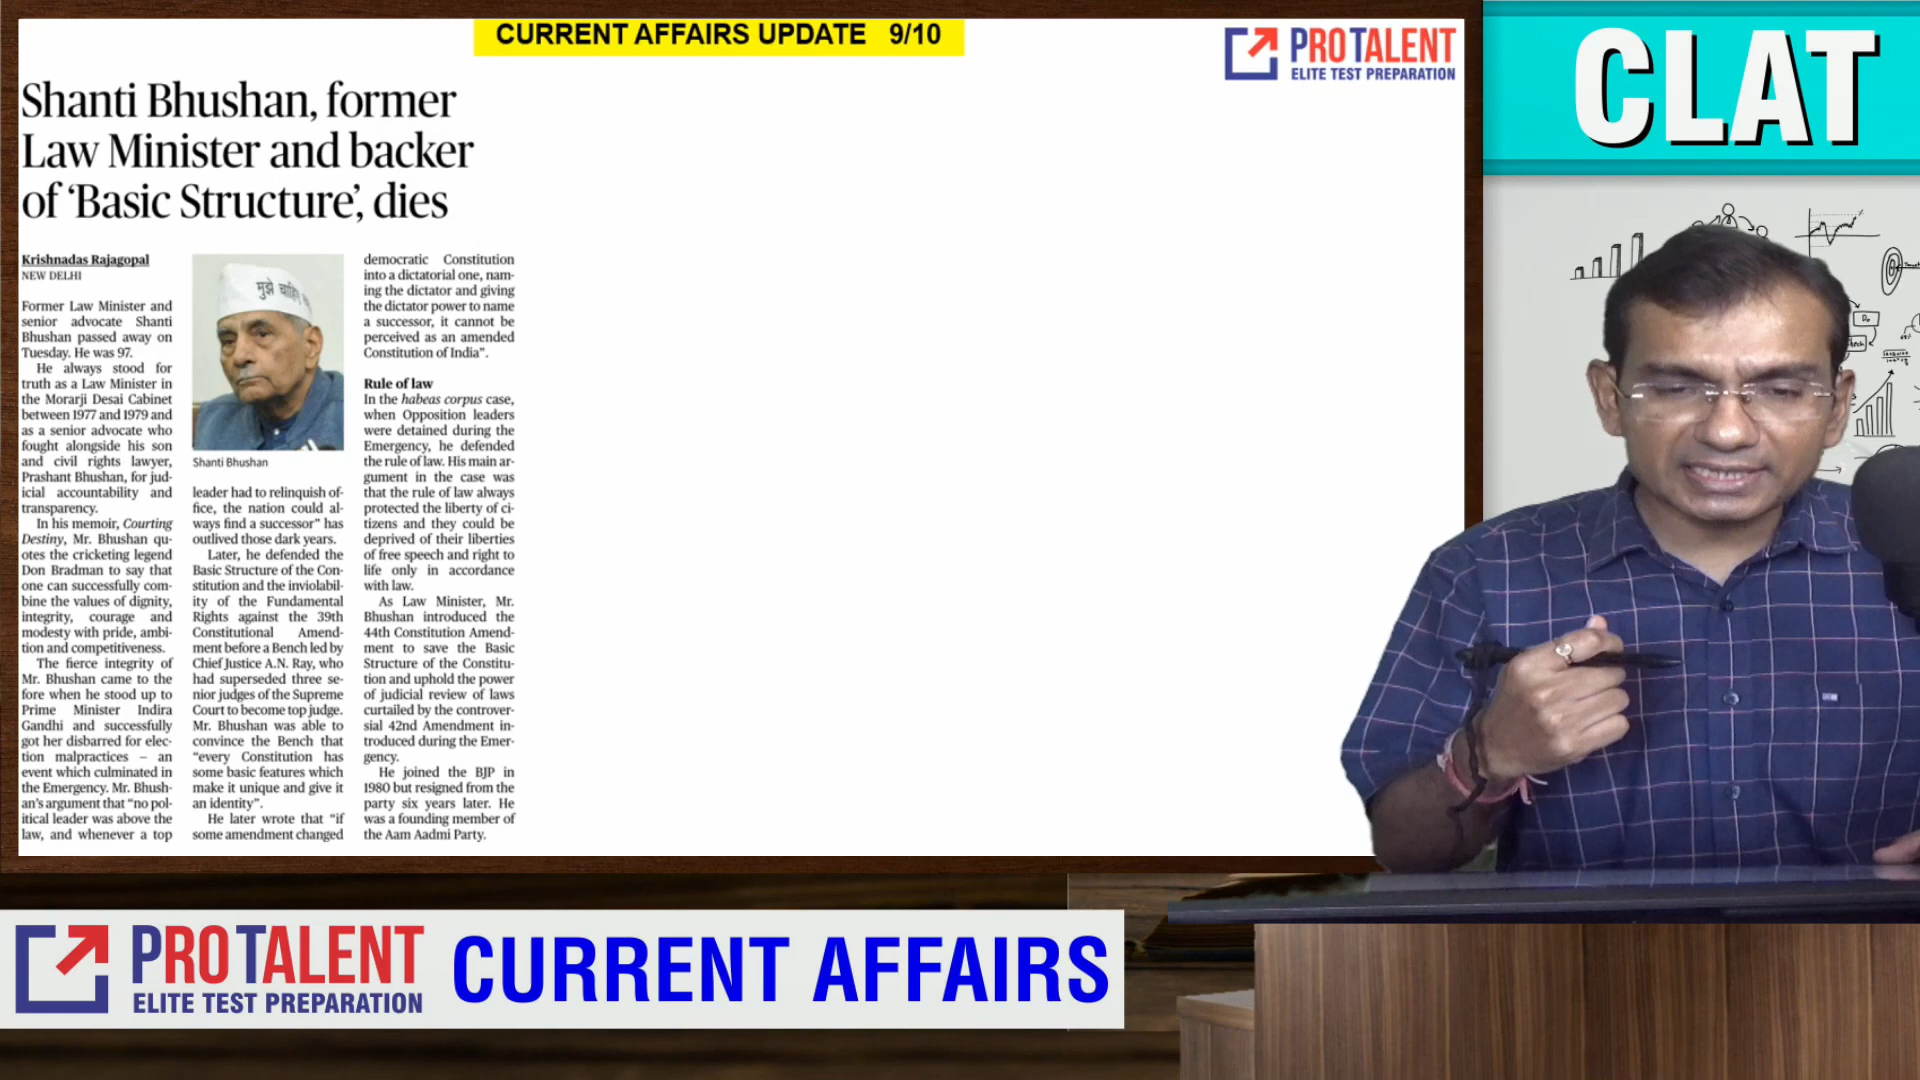 CURRENT AFFAIRS UPDATE 9/10
PROTALENT
ELITE TEST PREPARATION
CLAT
Shanti Bhushan, former
Law Minister and backer
of ‘Basic Structure’, dies
Krishnadas Rajagopal
NEW DELHI
Former Law Minister and
senior advocate Shanti
Bhushan passed away on
Tuesday. He was 97.
He always stood for
truth as a Law Minister in
the Morarji Desai Cabinet
between 1977 and 1979 and
as a senior advocate who
fought alongside his son
and civil rights lawyer,
Prashant Bhushan, for jud-
icial accountability and
transparency.
In his memoir, Courting
Destiny, Mr. Bhushan qu-
otes the cricketing legend
Don Bradman to say that
one can successfully com-
bine the values of dignity,
integrity, courage and
modesty with pride, ambi-
tion and competitiveness.
The fierce integrity of
Mr. Bhushan came to the
fore when he stood up to
Prime Minister Indira
Gandhi and successfully
got her disbarred for elec-
tion malpractices – an
event which culminated in
the Emergency. Mr. Bhush-
an’s argument that “no pol-
itical leader was above the
law, and whenever a top
मुझे चाहिए
Shanti Bhushan
leader had to relinquish of-
fice, the nation could al-
ways find a successor” has
outlived those dark years.
Later, he defended the
Basic Structure of the Con-
stitution and the inviolabil-
ity of the Fundamental
Rights against the 39th
Constitutional Amend-
ment before a Bench led by
Chief Justice A.N. Ray, who
had superseded three se-
nior judges of the Supreme
Court to become top judge.
Mr. Bhushan was able to
convince the Bench that
“every Constitution has
some basic features which
make it unique and give it
an identity”.
He later wrote that “if
some amendment changed
democratic Constitution
into a dictatorial one, nam-
ing the dictator and giving
the dictator power to name
a successor, it cannot be
perceived as an amended
Constitution of India”.
Rule of law
In the habeas corpus case,
when Opposition leaders
were detained during the
Emergency, he defended
the rule of law. His main ar-
gument in the case was
that the rule of law always
protected the liberty of ci-
tizens and they could be
deprived of their liberties
of free speech and right to
life only in accordance
with law.
As Law Minister, Mr.
Bhushan introduced the
44th Constitution Amend-
ment to save the Basic
Structure of the Constitu-
tion and uphold the power
of judicial review of laws
curtailed by the controver-
sial 42nd Amendment in-
troduced during the Emer-
gency.
He joined the BJP in
1980 but resigned from the
party six years later. He
was a founding member of
the Aam Aadmi Party.
PROTALENT
ELITE TEST PREPARATION
CURRENT AFFAIRS